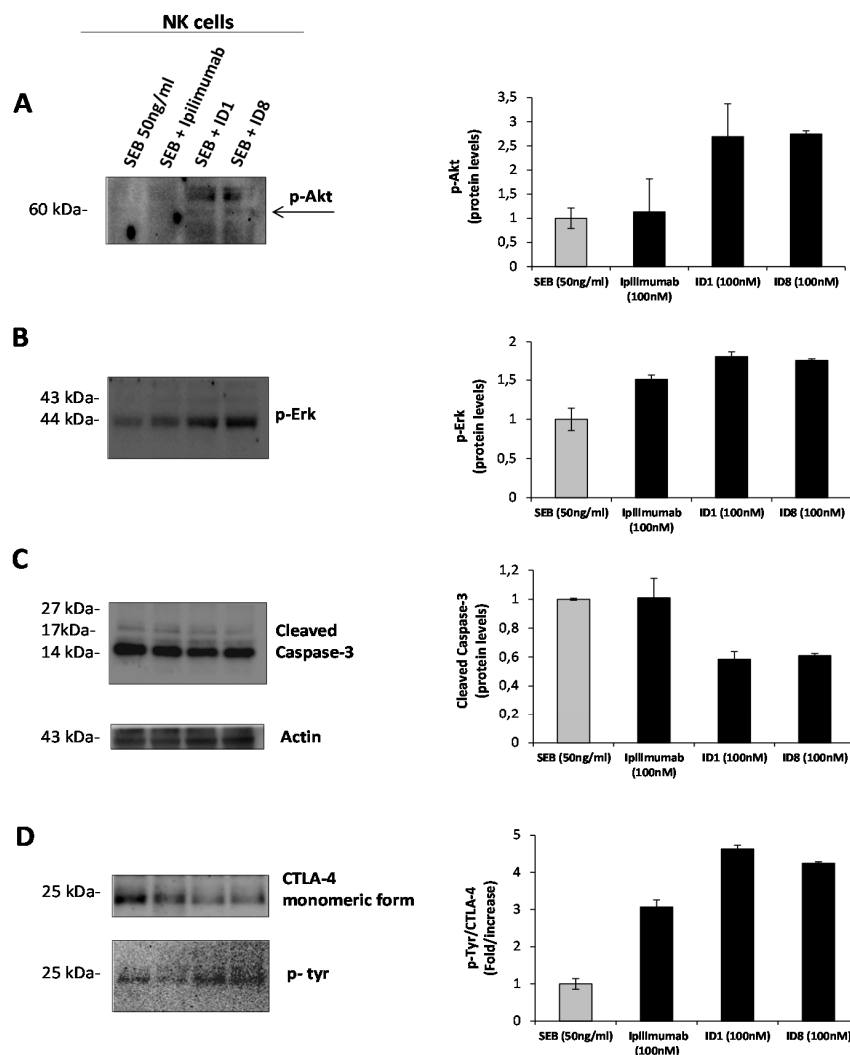 NK cells
A
SEB 50ng/ml
SEB + Ipilimumab
SEB + ID1
SEB + ID8
60 kDa-
p-Akt
p-Akt
(protein levels)
3,5
3
2,5
2
1,5
1
0,5
0
SEB (50ng/ml)
Ipilimumab
(100nM)
ID1 (100nM)
ID8 (100nM)
B
43 kDa-
44 kDa-
p-Erk
p-Erk
(protein levels)
2
1,5
1
0,5
0
SEB (50ng/ml)
Ipilimumab
(100nM)
ID1 (100nM)
ID8 (100nM)
C
27 kDa-
17kDa-
14 kDa-
Cleaved
Caspase-3
43 kDa-
Actin
Cleaved Caspase-3
(protein levels)
1,2
1
0,8
0,6
0,4
0,2
0
SEB (50ng/ml)
Ipilimumab
(100nM)
ID1 (100nM)
ID8 (100nM)
D
25 kDa-
CTLA-4
monomeric form
25 kDa-
p- tyr
p-Tyr/CTLA-4
(Fold/increase)
5
4
3
2
1
0
SEB (50ng/ml)
Ipilimumab
(100nM)
ID1 (100nM)
ID8 (100nM)